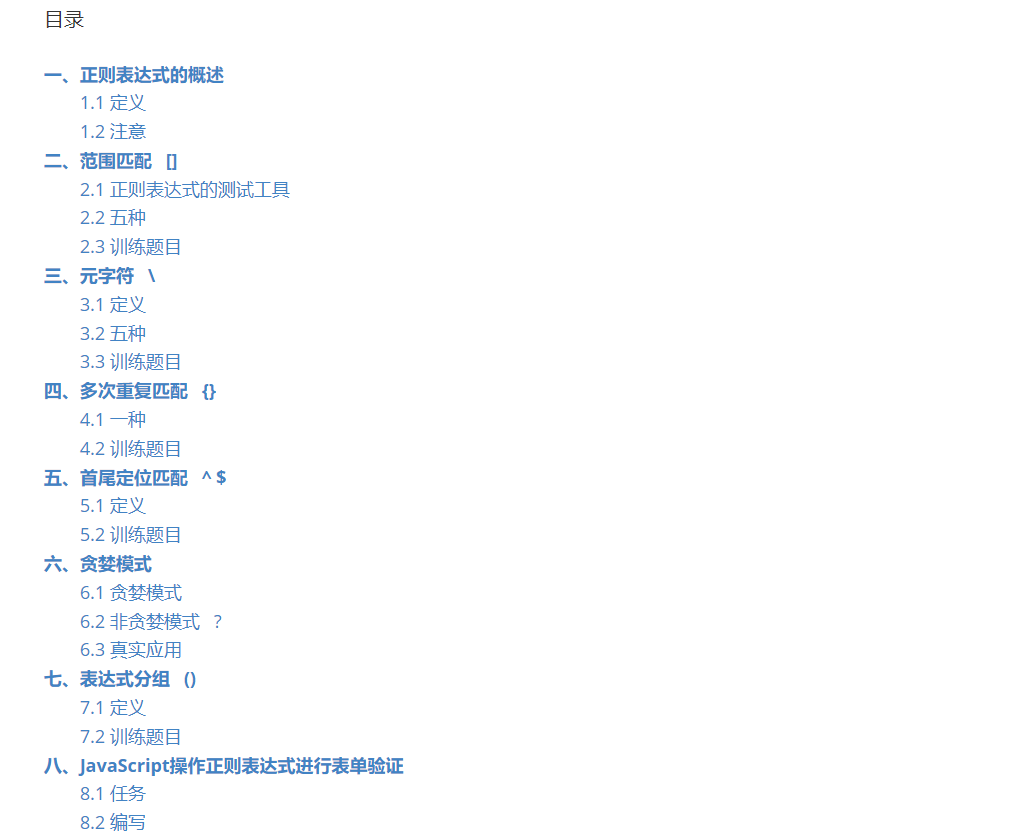 目录
一、正则表达式的概述
1.1 定义
1.2 注意
二、范围匹配 []
2.1 正则表达式的测试工具
2.2 五种
2.3 训练题目
三、元字符 \
3.1 定义
3.2 五种
3.3 训练题目
四、多次重复匹配 {}
4.1 一种
4.2 训练题目
五、首尾定位匹配 ^ $
5.1 定义
5.2 训练题目
六、贪婪模式
6.1 贪婪模式
6.2 非贪婪模式 ?
6.3 真实应用
七、表达式分组 ()
7.1 定义
7.2 训练题目
八、JavaScript操作正则表达式进行表单验证
8.1 任务
8.2 编写